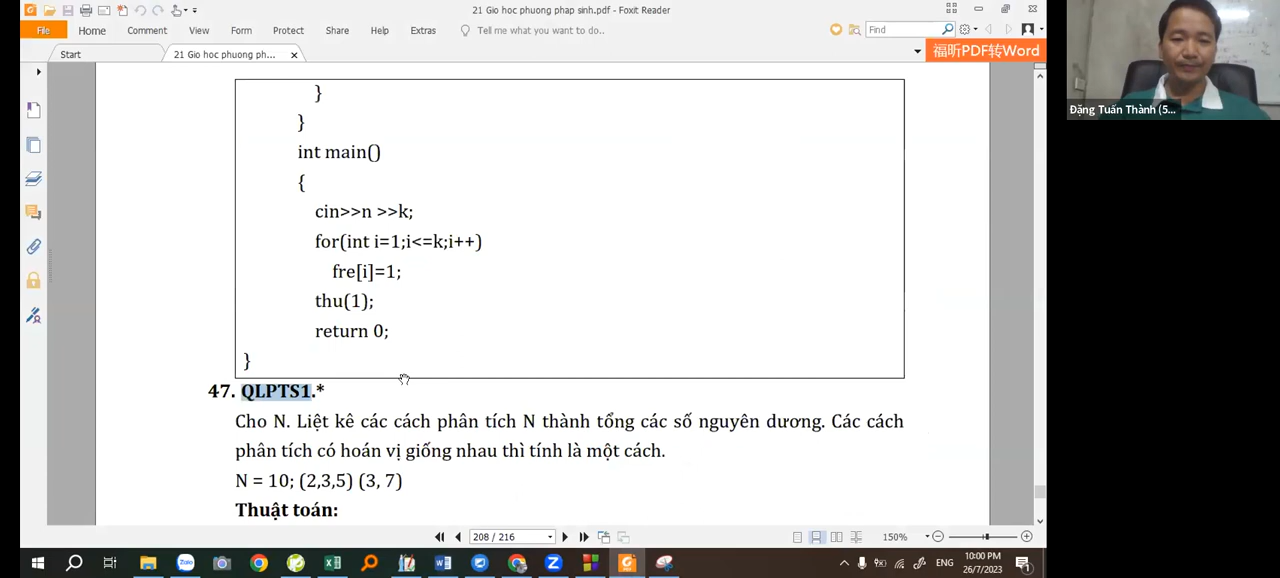 21 Gio hoc phuong phap sinh.pdf - Foxit Reader
File Home Comment View Form Protect Share Help Extras Tell me what you want to do.. Find
Start 21 Gio hoc phuong ph... 福昕PDF转Word
}
}
int main()
{
cin>>n >>k;
for(int i=1;i<=k;i++)
fre[i]=1;
thu(1);
return 0;
}
47. QLPTS1.*
Cho N. Liệt kê các cách phân tích N thành tổng các số nguyên dương. Các cách
phân tích có hoán vị giống nhau thì tính là một cách.
N = 10; (2,3,5) (3, 7)
Thuật toán:
208 / 216 150%
ENG 10:00 PM
26/7/2023
Đặng Tuấn Thành (5...